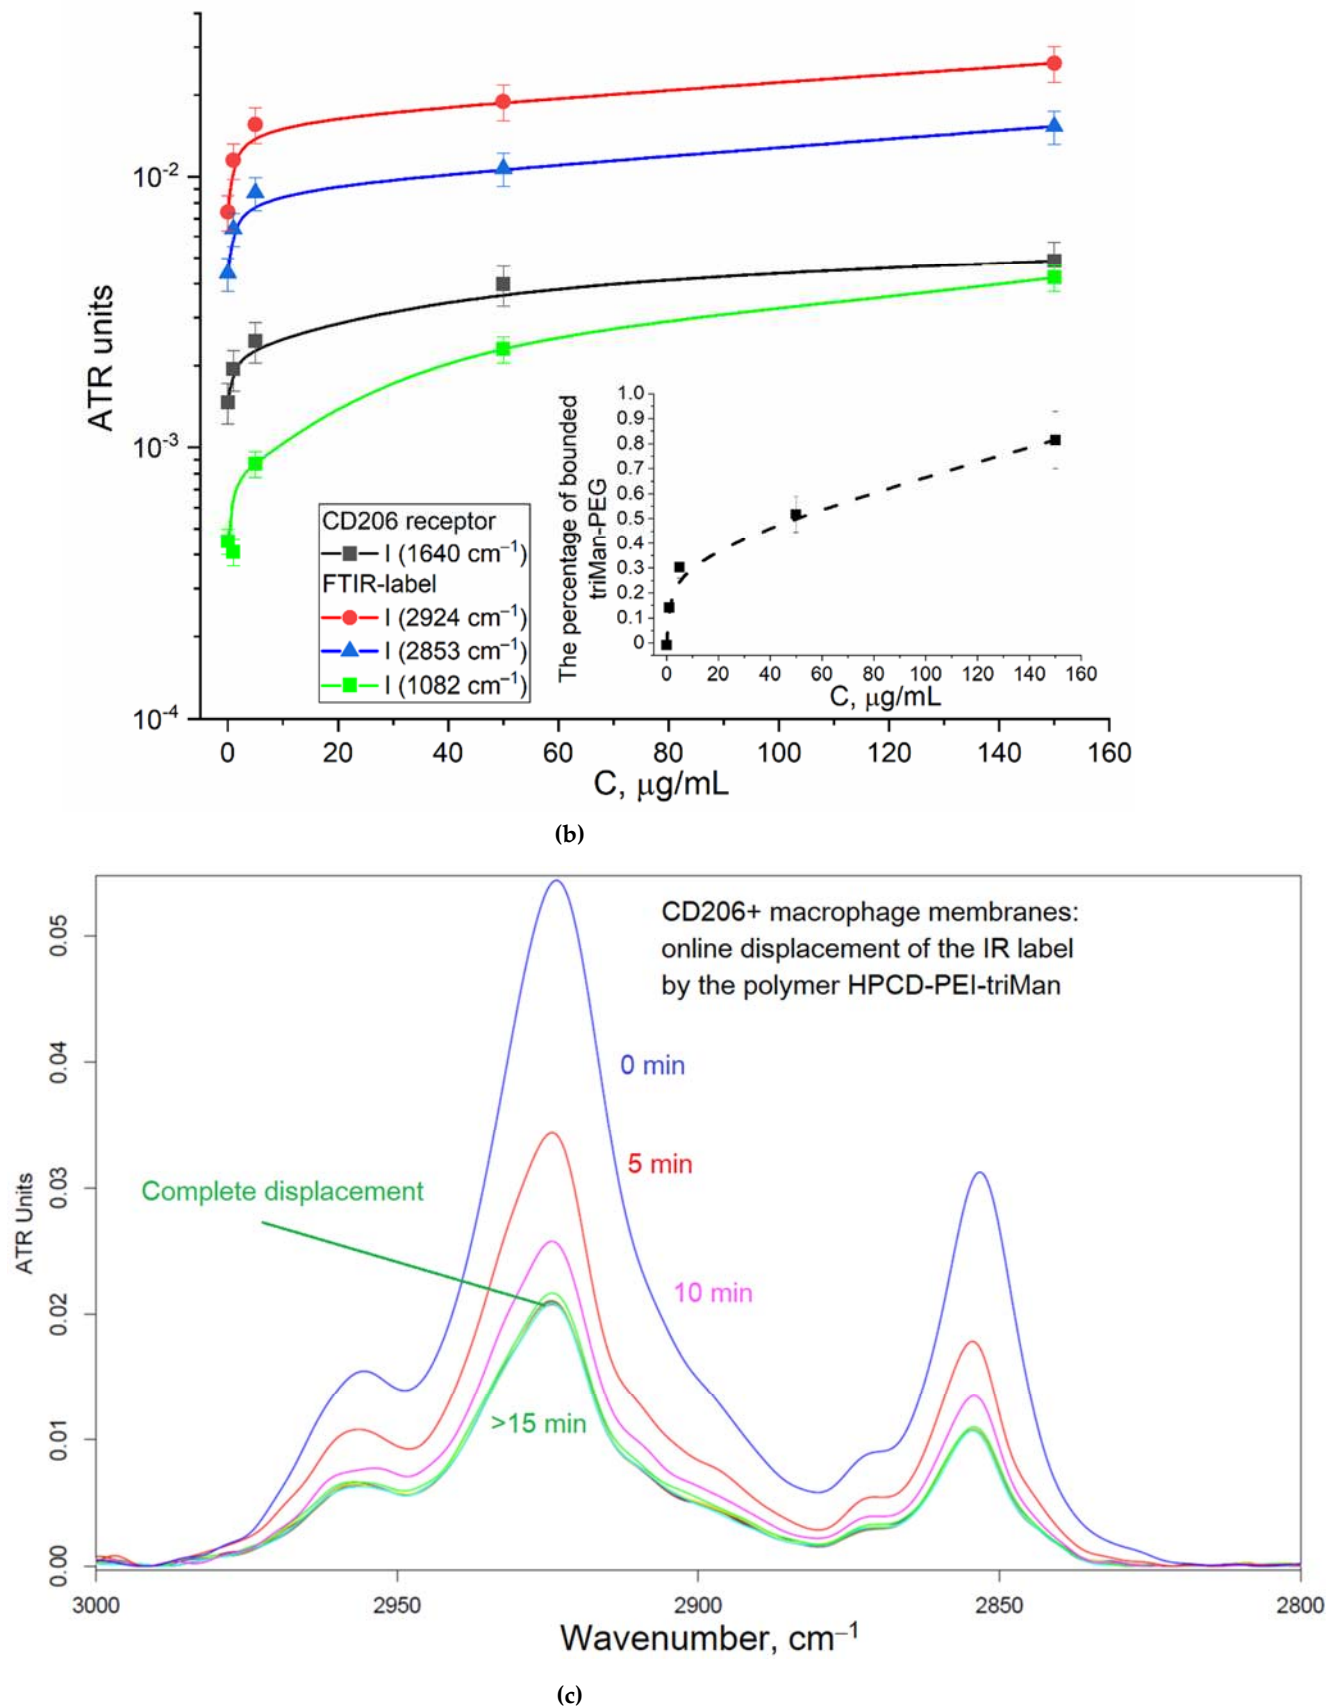 10⁻²
10⁻³
10⁻⁴
ATR units
CD206 receptor
I (1640 cm⁻¹)
FTIR-label
I (2924 cm⁻¹)
I (2853 cm⁻¹)
I (1082 cm⁻¹)
The percentage of bounded
triMan-PEG
1.0
0.9
0.8
0.7
0.6
0.5
0.4
0.3
0.2
0.1
0
0 20 40 60 80 100 120 140 160
C, μg/mL
0 20 40 60 80 100 120 140 160
C, μg/mL
(b)
CD206+ macrophage membranes:
online displacement of the IR label
by the polymer HPCD-PEI-triMan
0 min
5 min
Complete displacement
10 min
>15 min
ATR Units
0.05
0.04
0.03
0.02
0.01
0.00
3000 2950 2900 2850 2800
Wavenumber, cm⁻¹
(c)